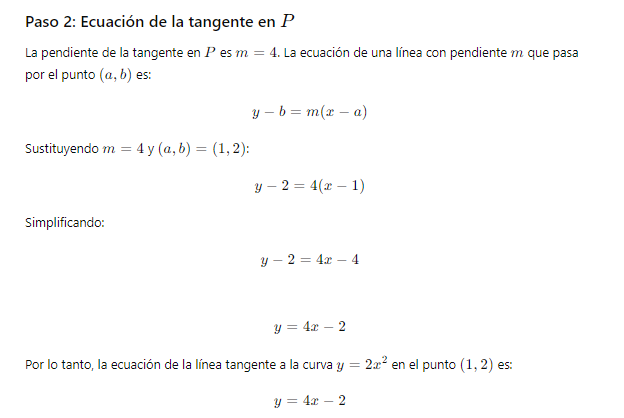 Paso 2: Ecuación de la tangente en P
La pendiente de la tangente en P es m = 4. La ecuación de una línea con pendiente m que pasa
por el punto (a, b) es:
y − b = m(x − a)
Sustituyendo m = 4 y (a, b) = (1, 2):
y − 2 = 4(x − 1)
Simplificando:
y − 2 = 4x − 4
y = 4x − 2
Por lo tanto, la ecuación de la línea tangente a la curva y = 2x² en el punto (1, 2) es:
y = 4x − 2